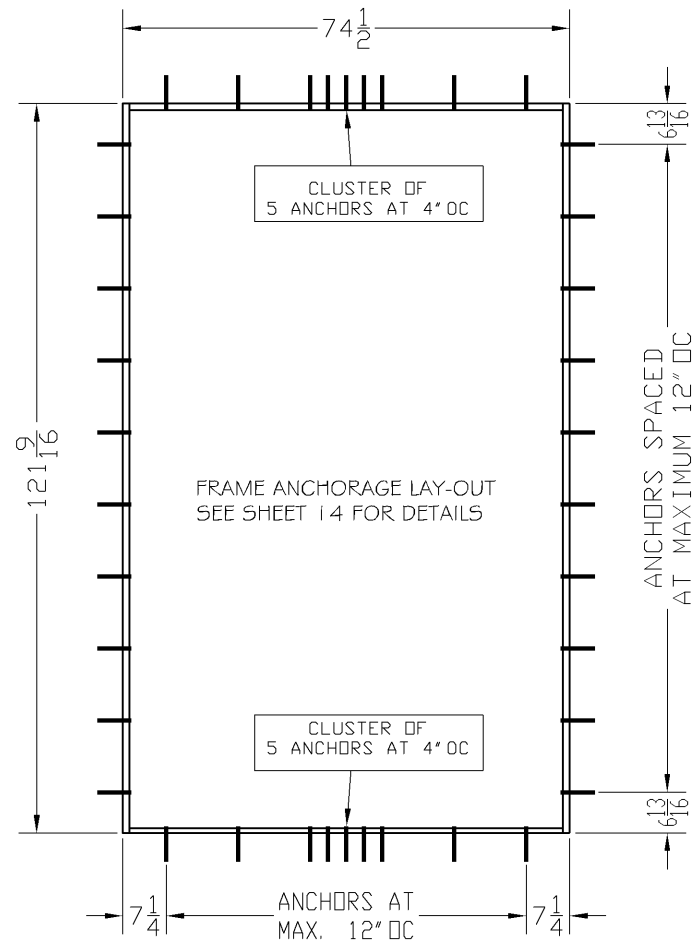 74 1/2
6 13/16
CLUSTER OF
5 ANCHORS AT 4" OC
121 9/16
ANCHORS SPACED
AT MAXIMUM 12" OC
FRAME ANCHORAGE LAY-OUT
SEE SHEET 14 FOR DETAILS
CLUSTER OF
5 ANCHORS AT 4" OC
6 13/16
7 1/4
ANCHORS AT
MAX. 12" OC
7 1/4